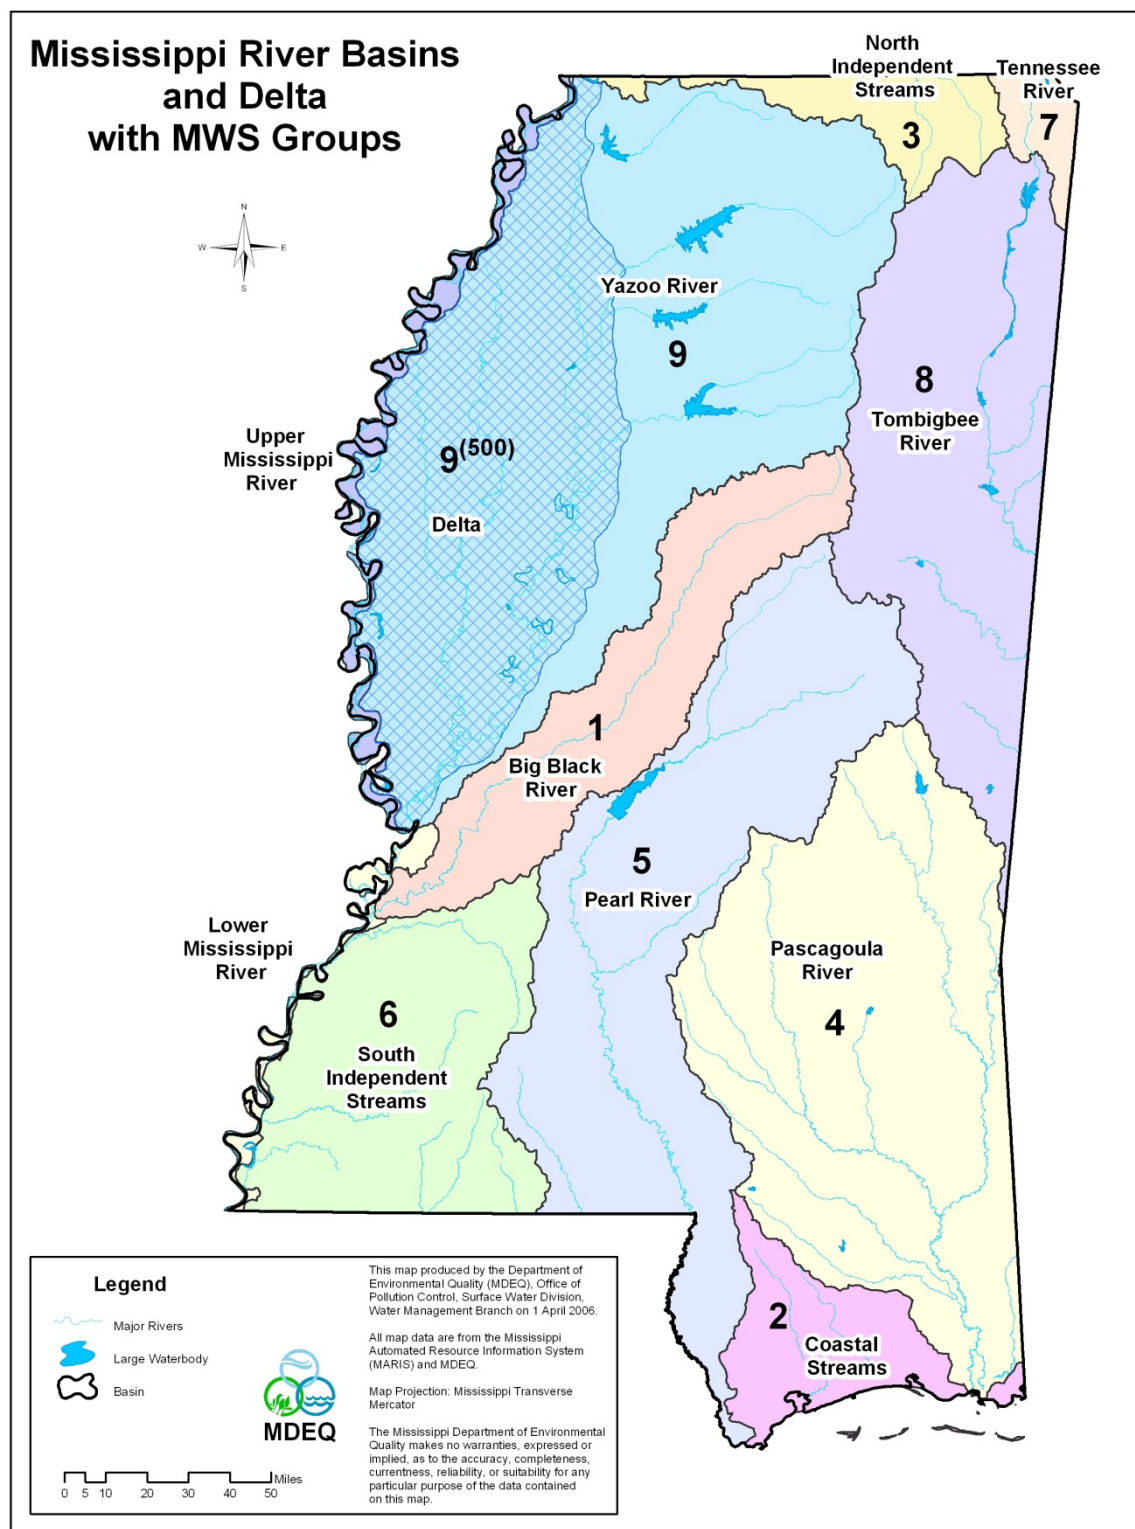 Mississippi River Basins
and Delta
with MWS Groups
N
W
E
S
North
Independent
Streams
3
Tennessee
River
7
Yazoo River
9
8
Tombigbee
River
Upper
Mississippi
River
9(500)
Delta
1
Big Black
River
5
Pearl River
Lower
Mississippi
River
Pascagoula
River
4
6
South
Independent
Streams
2
Coastal
Streams
Legend
Major Rivers
Large Waterbody
Basin
MDEQ
Miles
0 5 10 20 30 40 50
This map produced by the Department of
Environmental Quality (MDEQ), Office of
Pollution Control, Surface Water Division,
Water Management Branch on 1 April 2006.
All map data are from the Mississippi
Automated Resource Information System
(MARIS) and MDEQ.
Map Projection: Mississippi Transverse
Mercator
The Mississippi Department of Environmental
Quality makes no warranties, expressed or
implied, as to the accuracy, completeness,
currentness, reliability, or suitability for any
particular purpose of the data contained
on this map.